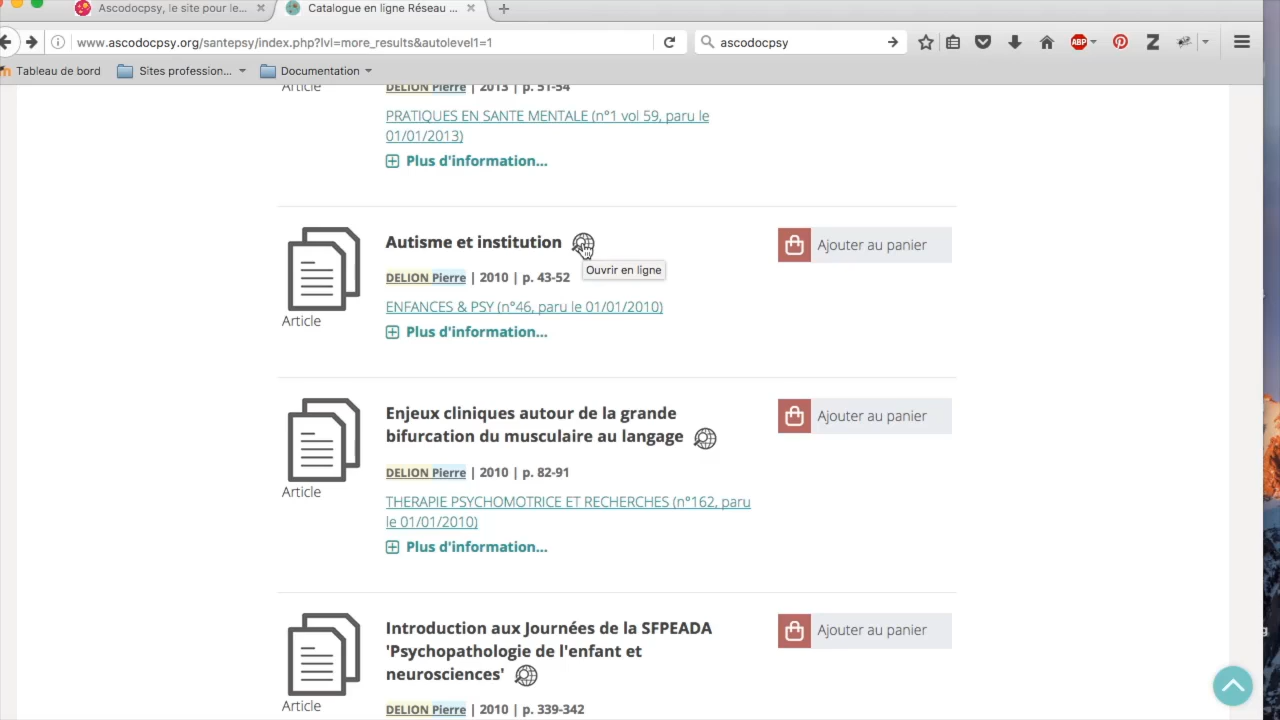 Ascodocpsy, le site pour le...
Catalogue en ligne Réseau ...
www.ascodocpsy.org/santepsy/index.php?lvl=more_results&autolevel1=1
ascodocpsy
ABP
Z
Tableau de bord
Sites profession...
Documentation
Article
DELION Pierre | 2013 | p. 51-54
PRATIQUES EN SANTE MENTALE (n°1 vol 59, paru le
01/01/2013)
Plus d'information...
Autisme et institution
Ajouter au panier
Ouvrir en ligne
DELION Pierre | 2010 | p. 43-52
ENFANCES & PSY (n°46, paru le 01/01/2010)
Article
Plus d'information...
Enjeux cliniques autour de la grande
bifurcation du musculaire au langage
Ajouter au panier
DELION Pierre | 2010 | p. 82-91
Article
THERAPIE PSYCHOMOTRICE ET RECHERCHES (n°162, paru
le 01/01/2010)
Plus d'information...
Introduction aux Journées de la SFPEADA
'Psychopathologie de l'enfant et
neurosciences'
Ajouter au panier
Article
DELION Pierre | 2010 | p. 339-342